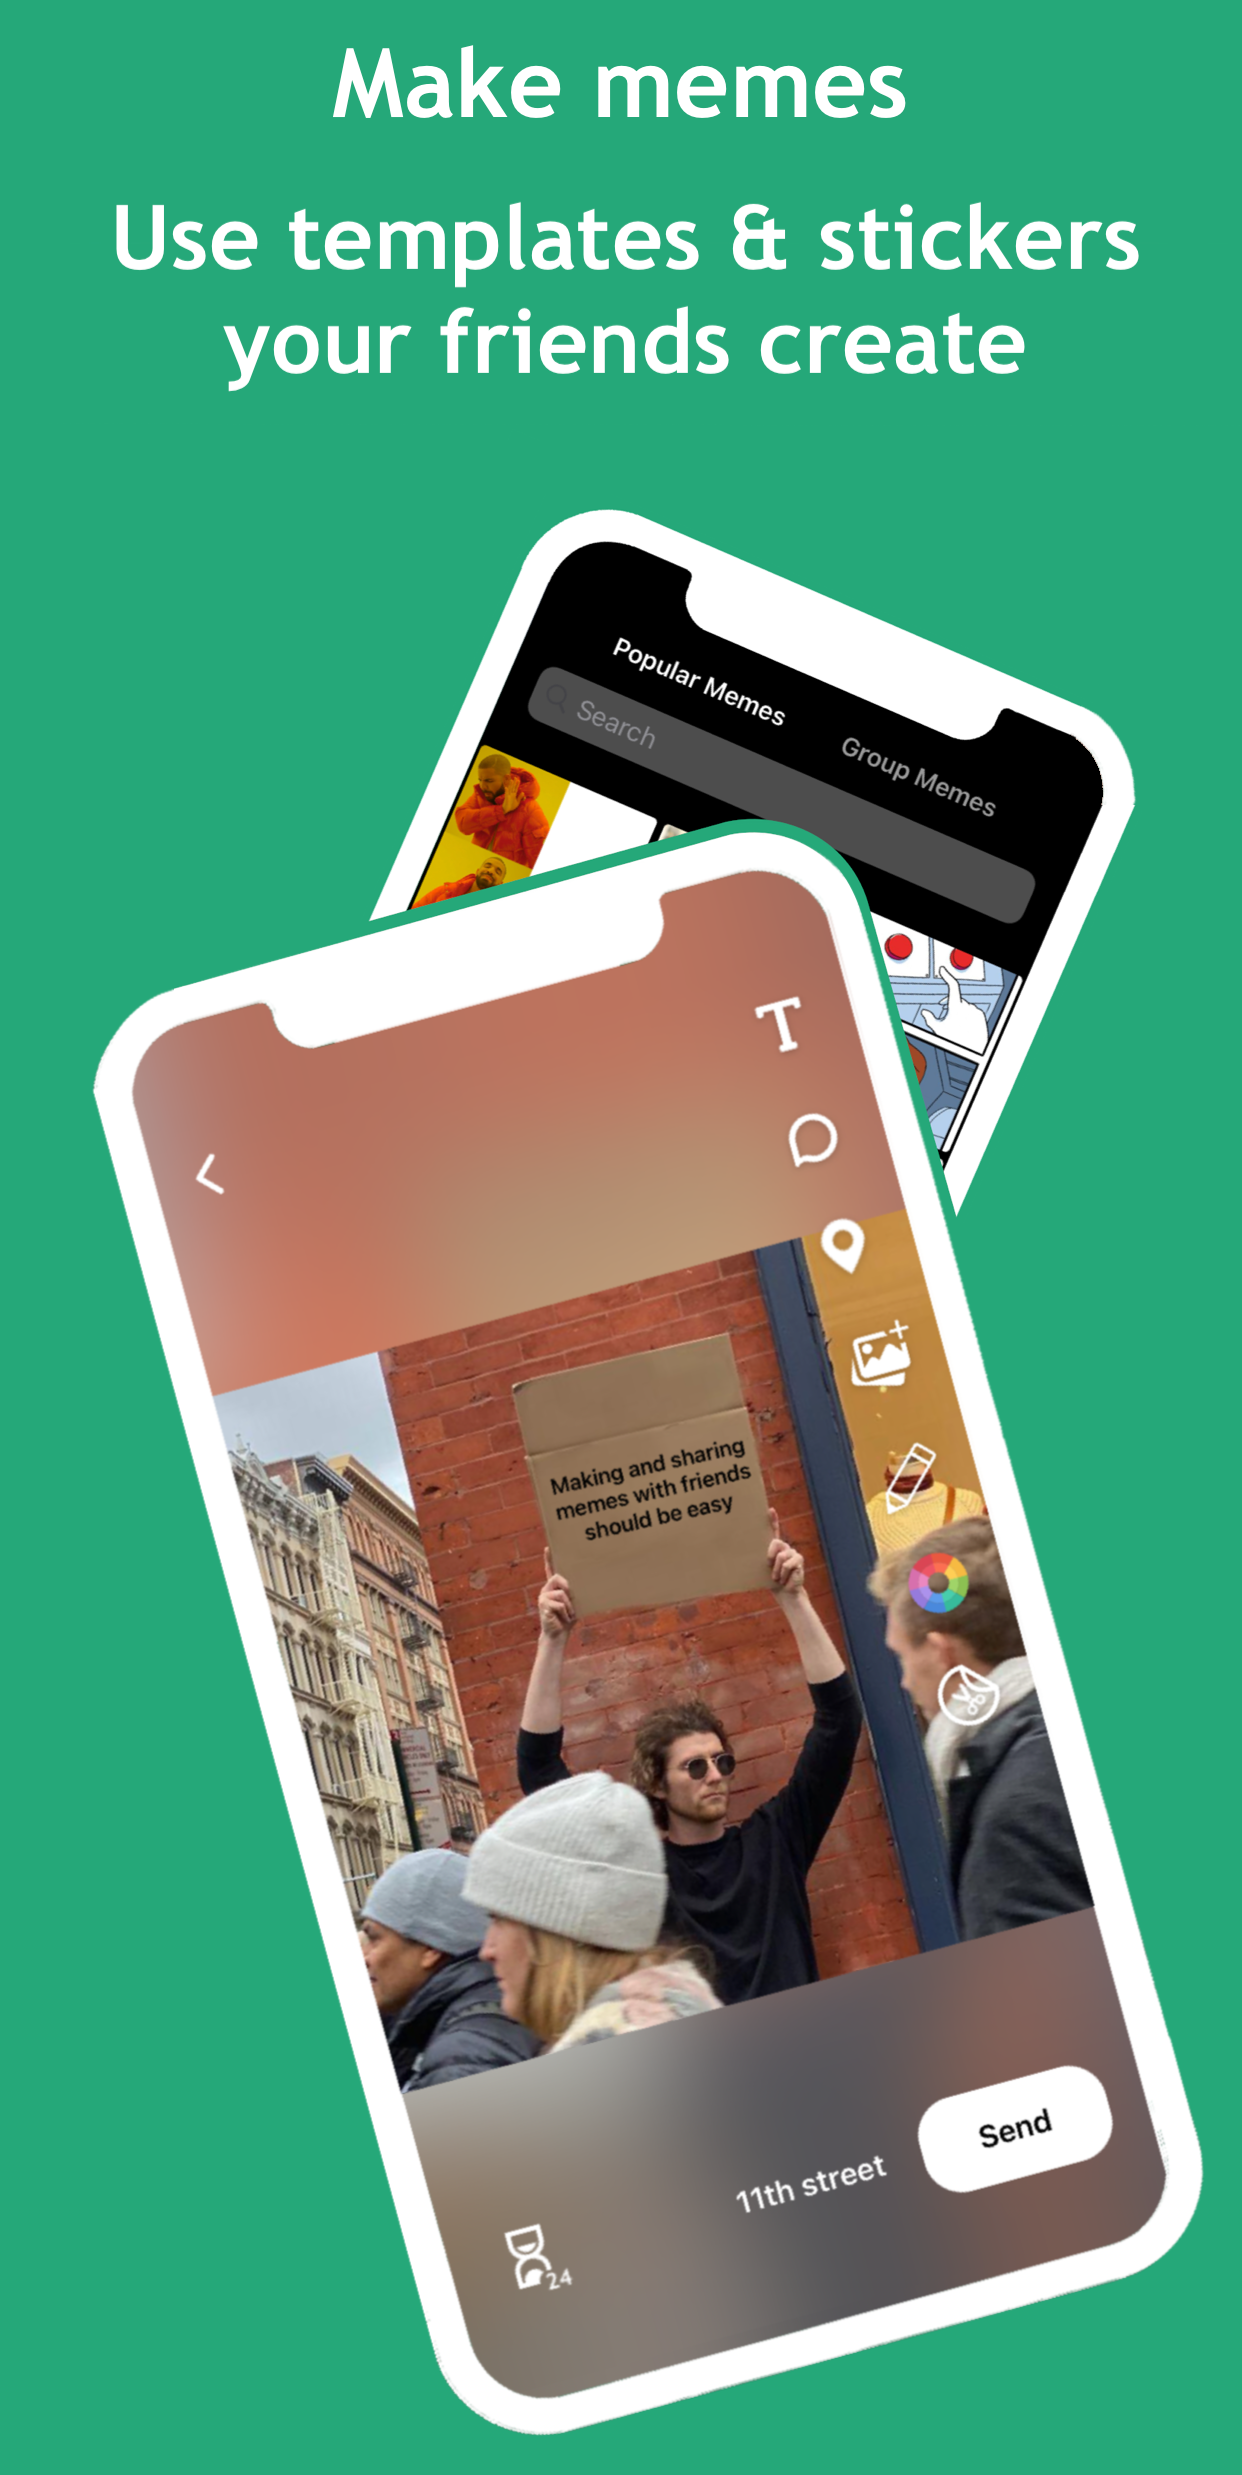 Make memes
Use templates & stickers
your friends create
Popular Memes
Group Memes
Search
T
Making and sharing
memes with friends
should be easy
11th street
Send
24